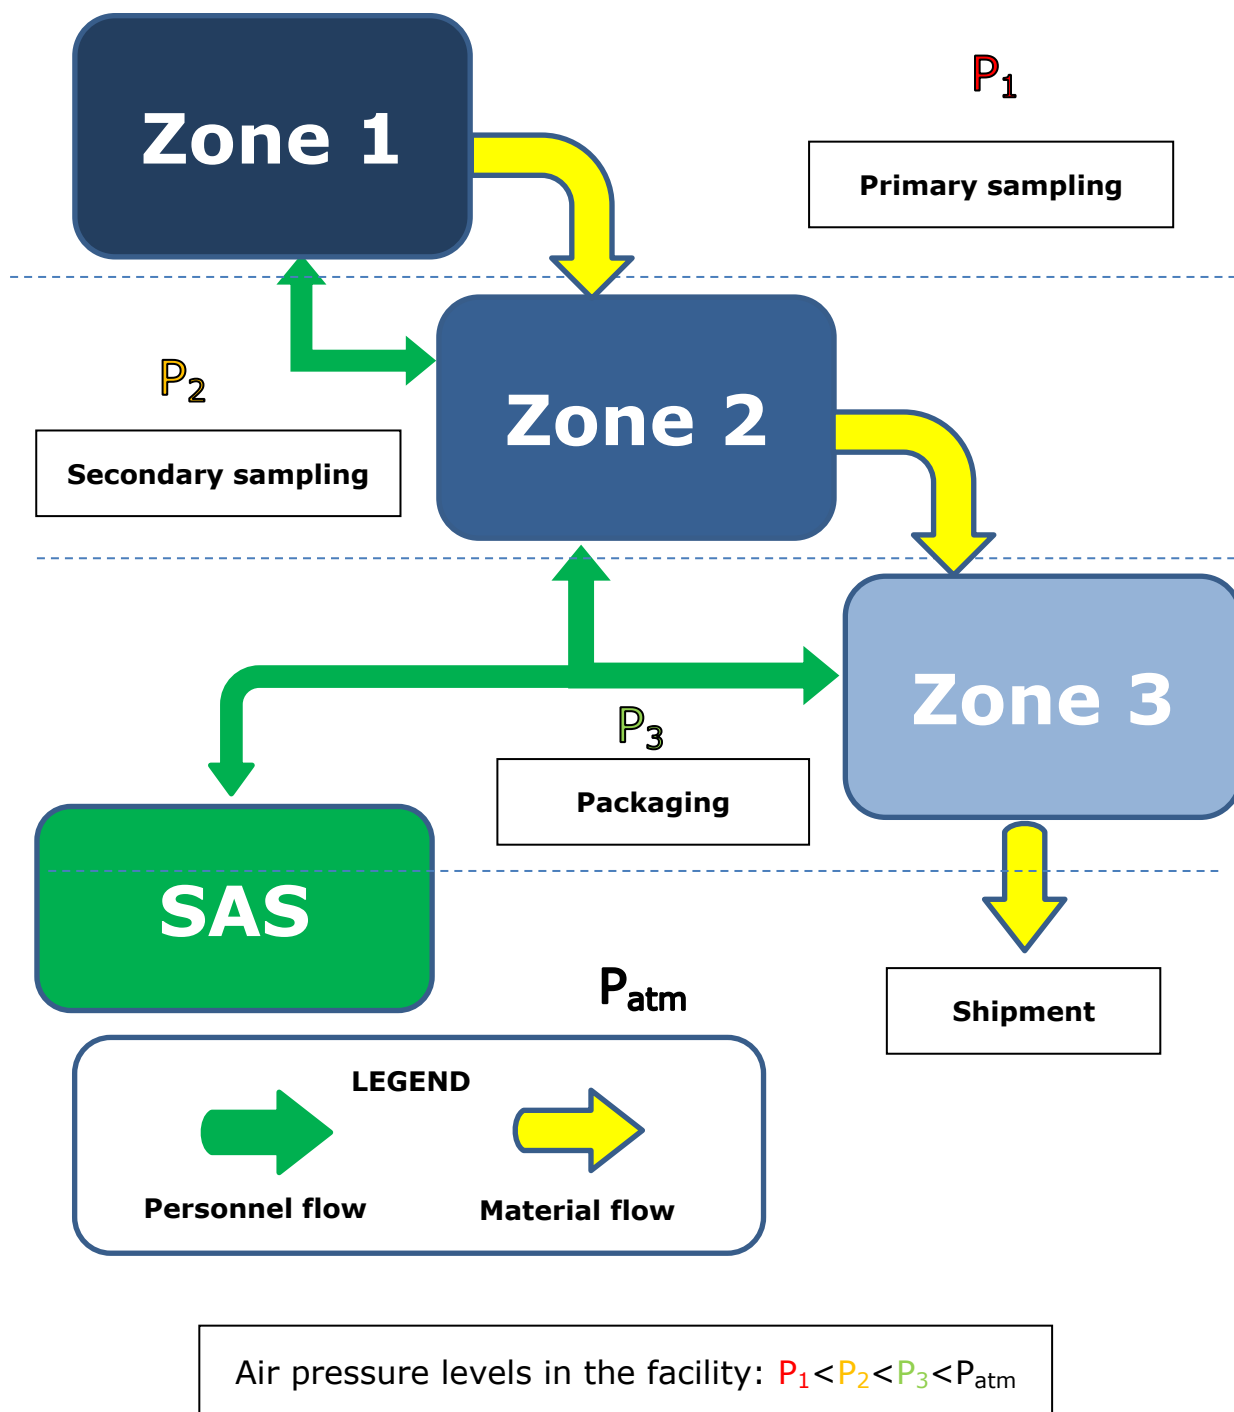 Zone 1
P₁
Primary sampling
P₂
Zone 2
Secondary sampling
Zone 3
P₃
Packaging
SAS
Pₐₜₘ
Shipment
LEGEND
Personnel flow
Material flow
Air pressure levels in the facility: P₁<P₂<P₃<Pₐₜₘ